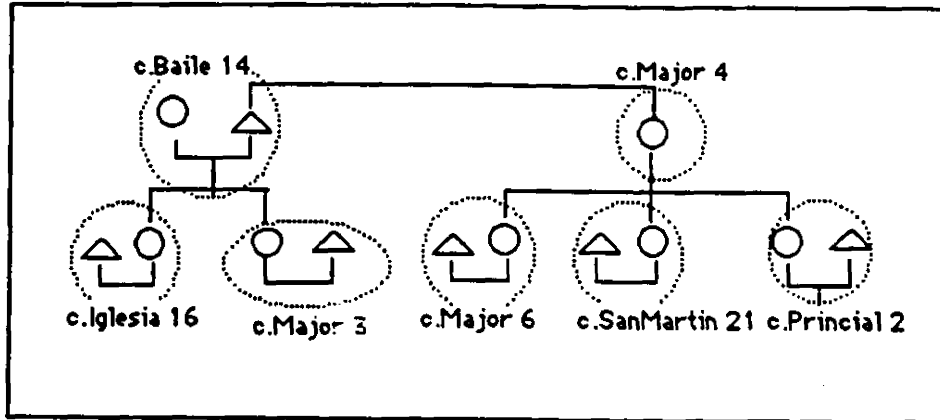 c.Baile 14
c.Major 4
c.Iglesia 16
c.Major 3
c.Major 6
c.SanMartin 21
c.Princial 2